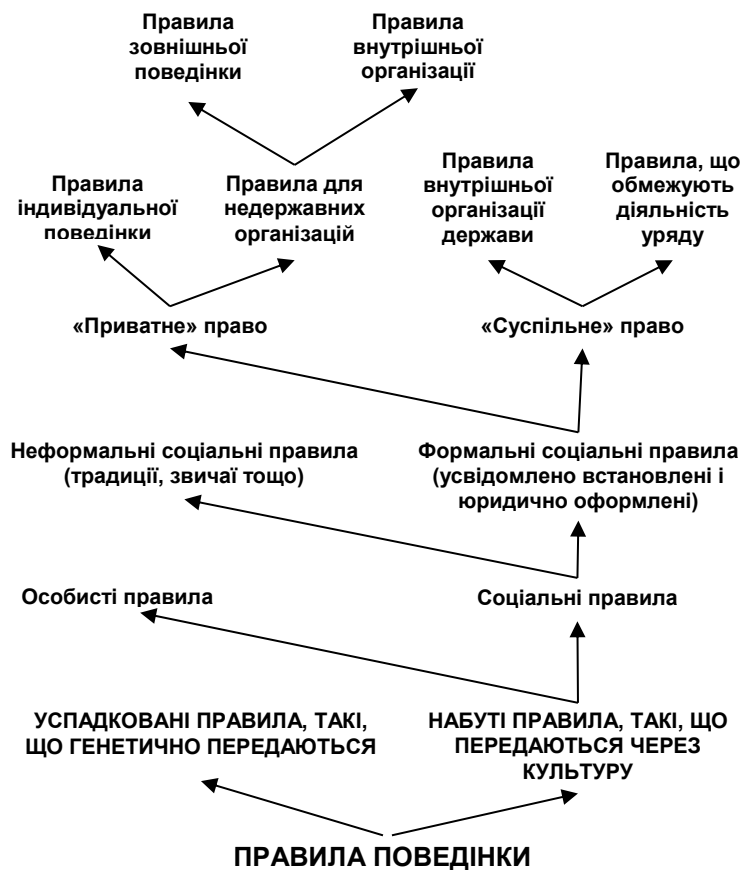 Правила
зовнішньої
поведінки
Правила
внутрішньої
організації
Правила
індивідуальної
поведінки
Правила для
недержавних
організацій
Правила
внутрішньої
організації
держави
Правила, що
обмежують
діяльність
уряду
«Приватне» право
«Суспільне» право
Неформальні соціальні правила
(традиції, звичаї тощо)
Формальні соціальні правила
(усвідомлено встановлені і
юридично оформлені)
Особисті правила
Соціальні правила
УСПАДКОВАНІ ПРАВИЛА, ТАКІ,
ЩО ГЕНЕТИЧНО ПЕРЕДАЮТЬСЯ
НАБУТІ ПРАВИЛА, ТАКІ, ЩО
ПЕРЕДАЮТЬСЯ ЧЕРЕЗ
КУЛЬТУРУ
ПРАВИЛА ПОВЕДІНКИ